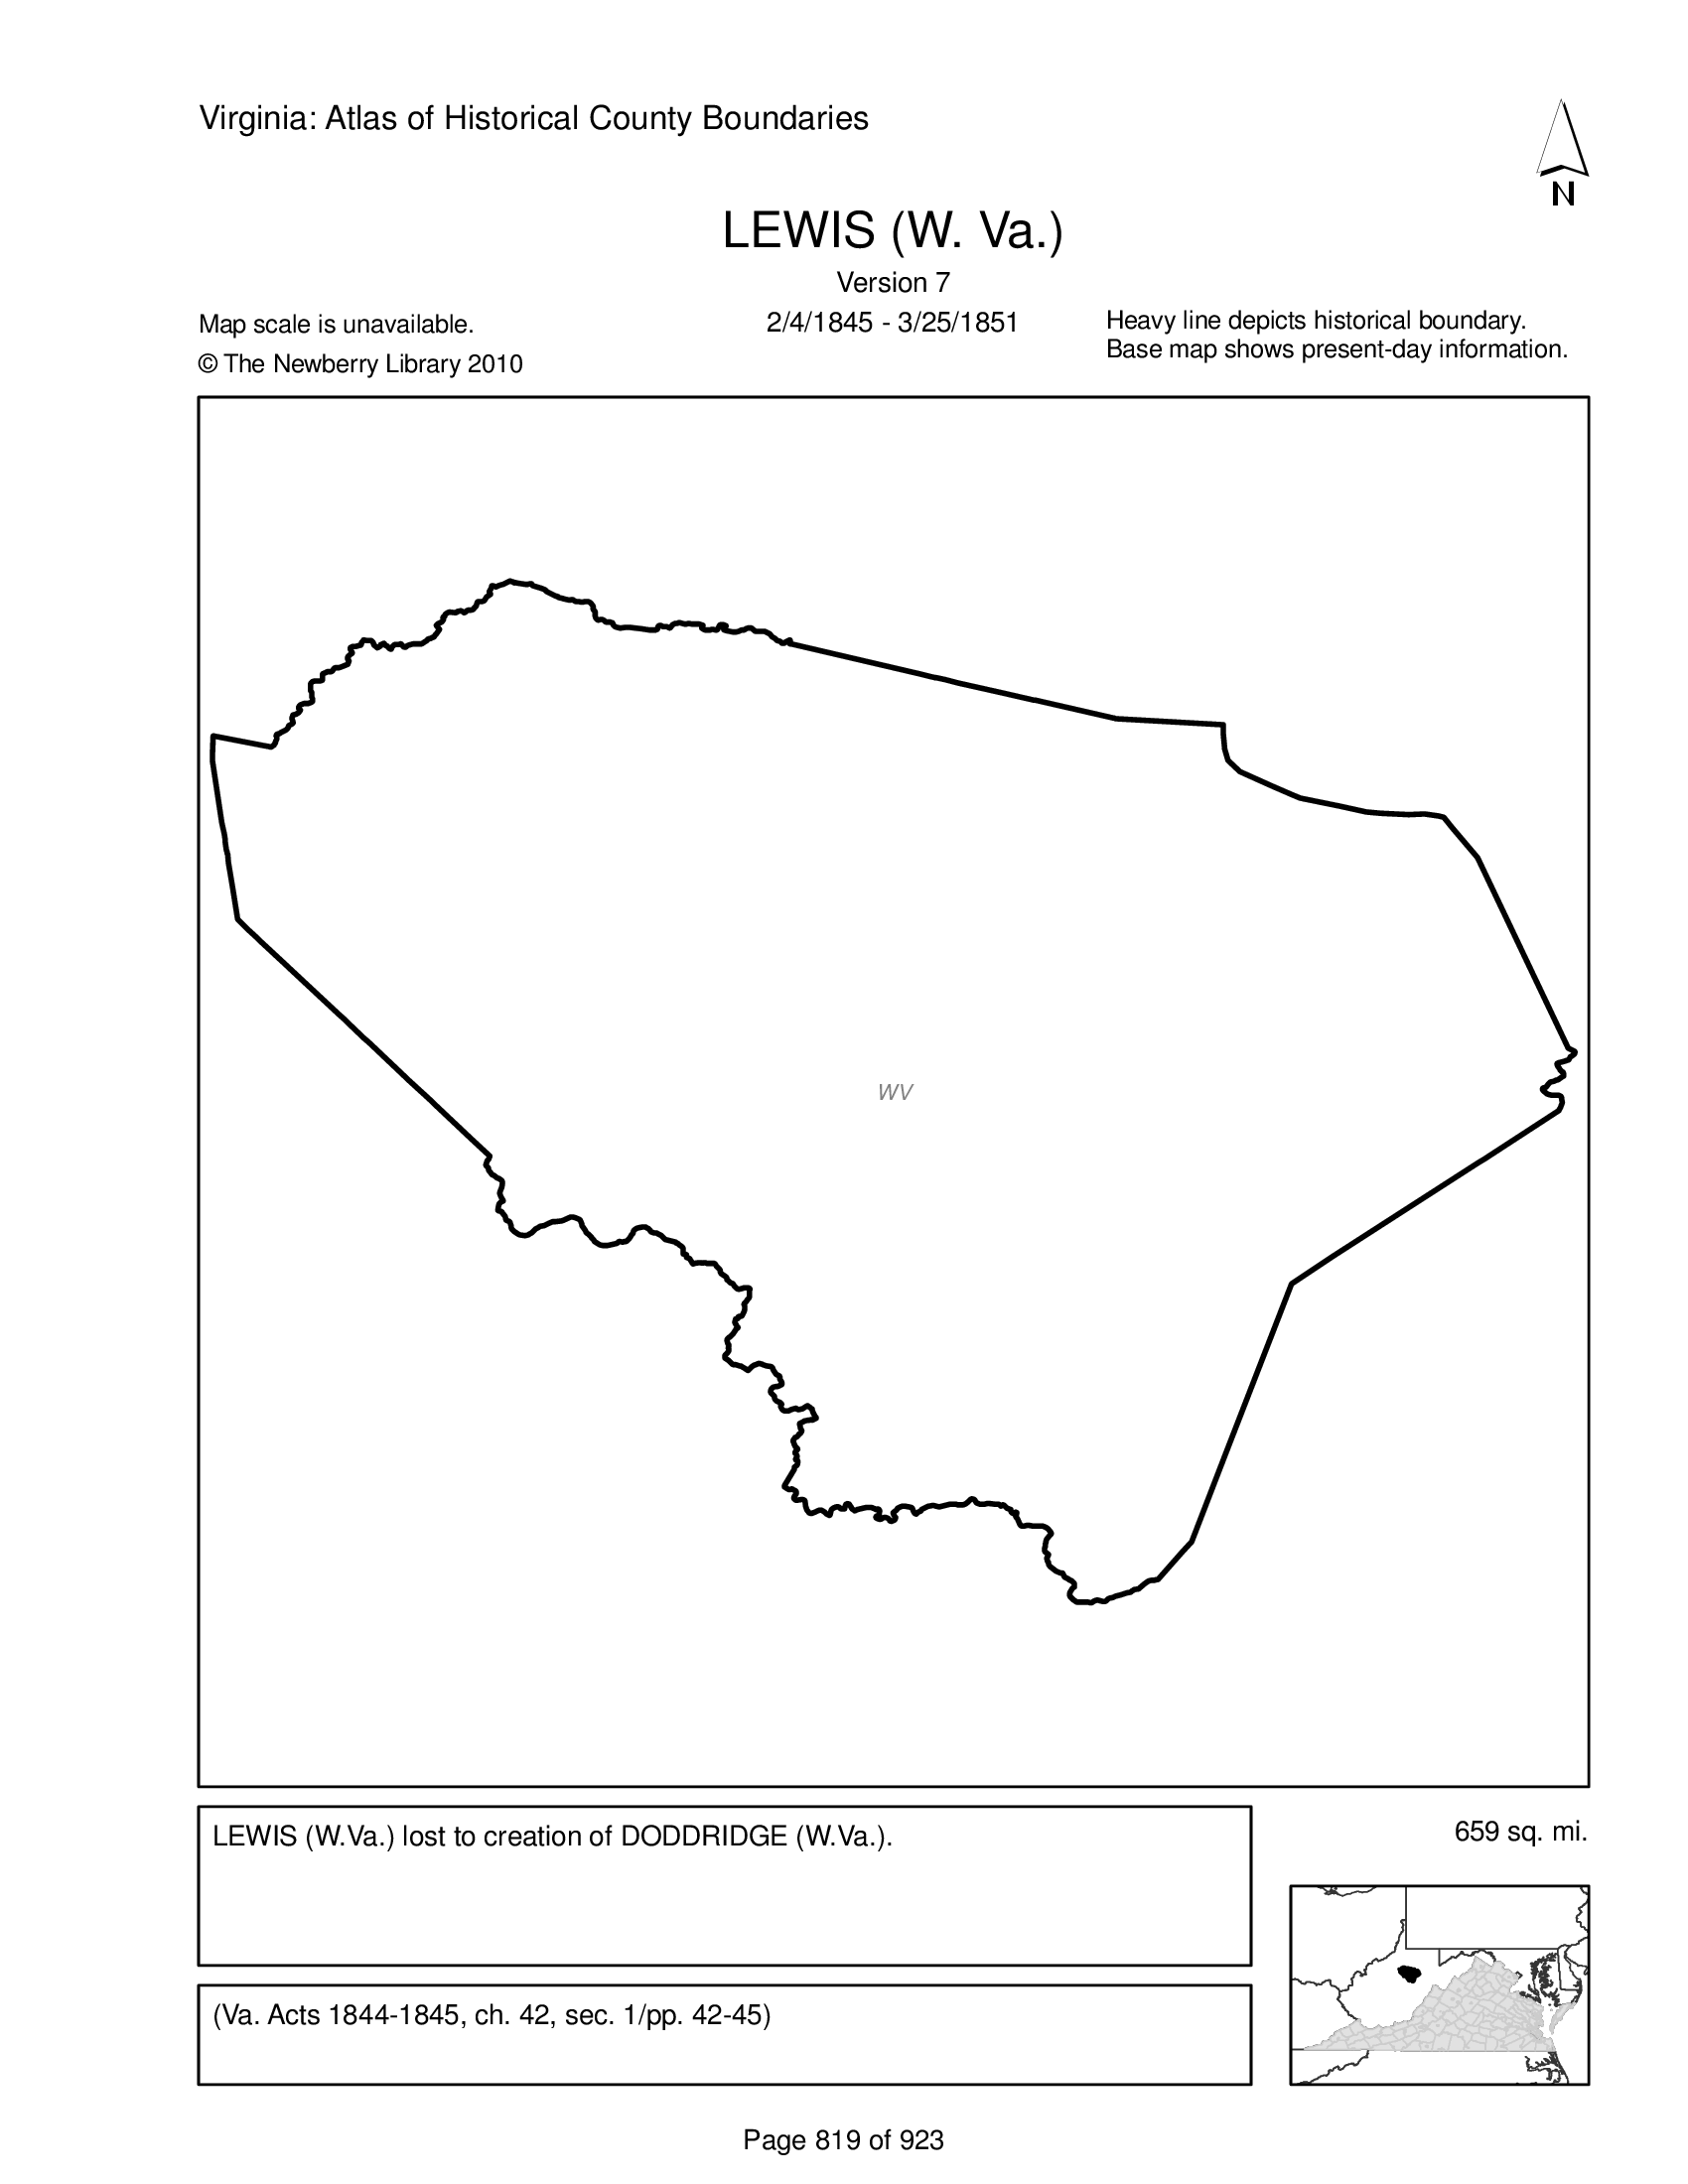 Virginia: Atlas of Historical County Boundaries
N
LEWIS (W. Va.)
Version 7
2/4/1845 - 3/25/1851
Map scale is unavailable.
© The Newberry Library 2010
Heavy line depicts historical boundary.
Base map shows present-day information.
WV
LEWIS (W.Va.) lost to creation of DODDRIDGE (W.Va.).
659 sq. mi.
(Va. Acts 1844-1845, ch. 42, sec. 1/pp. 42-45)
Page 819 of 923